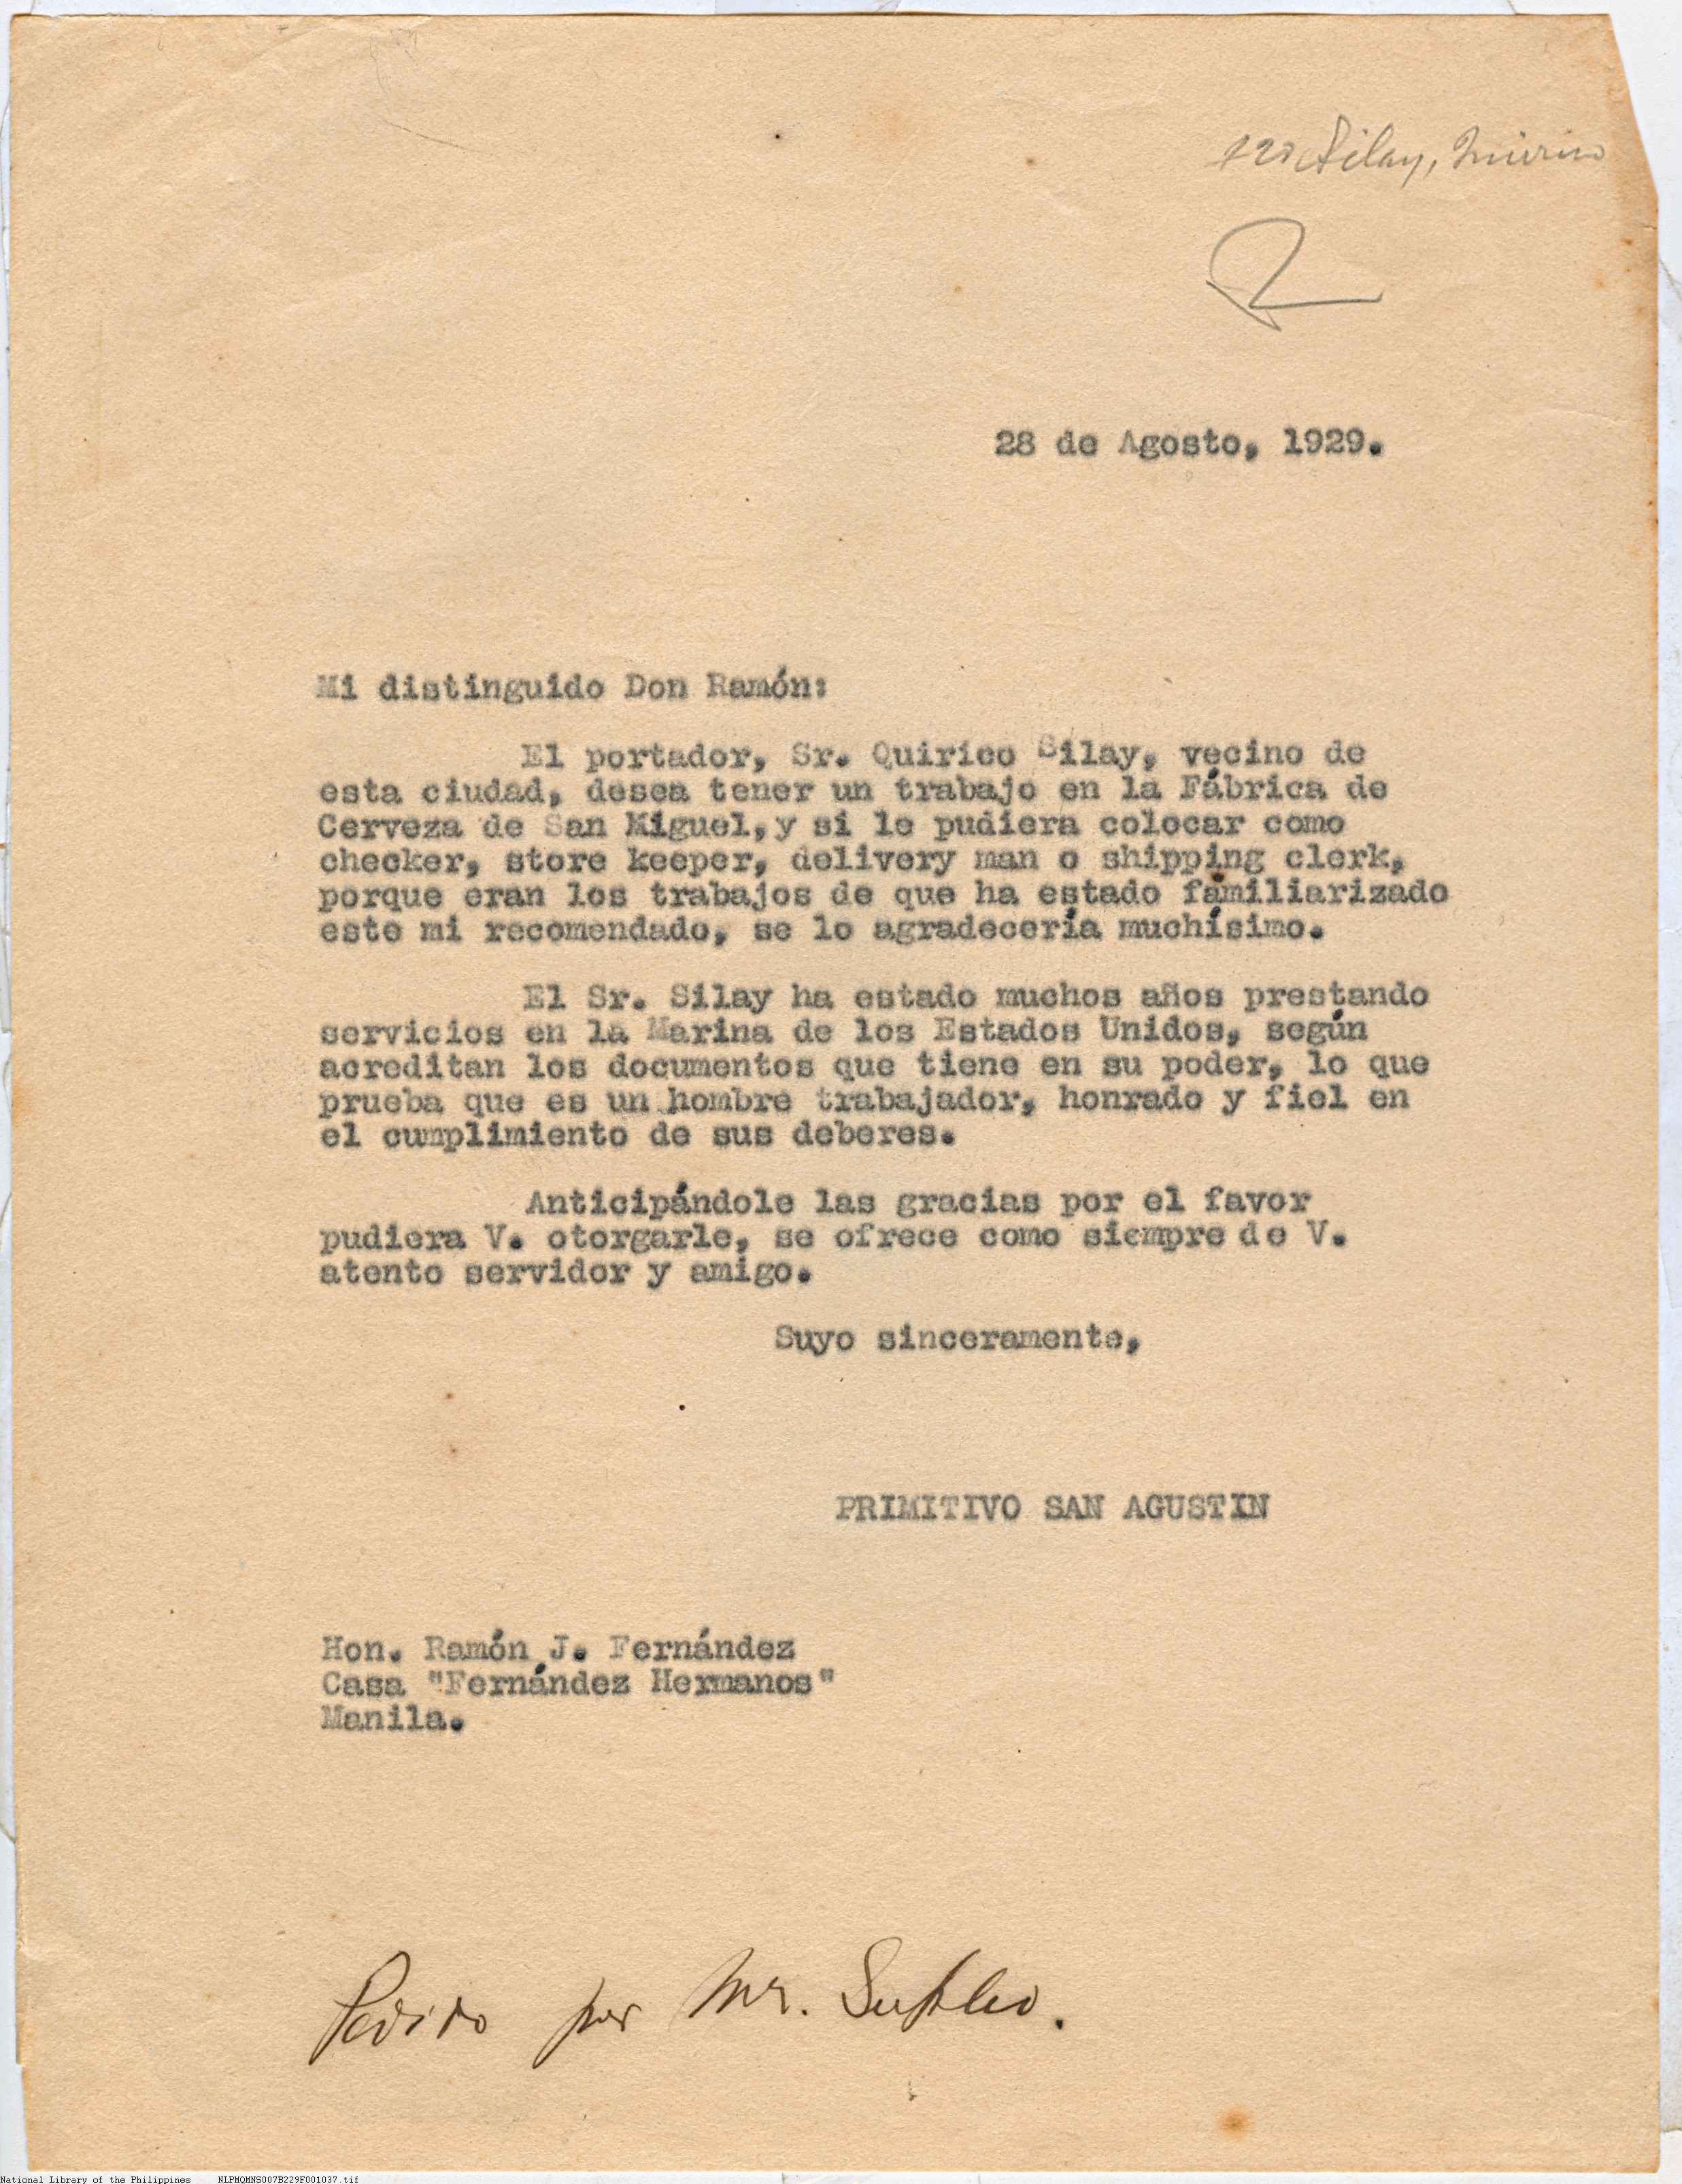 Silay,
28 de Agosto, 1929.
Mi distinguido Don Ramón:
El portador, Sr. Quirico Silay, vecino de
esta ciudad, desea tener un trabajo en la Fábrica de
Cerveza de San Miguel, y si le pudiera colocar como
checker, store keeper, delivery man o shipping clerk,
porque eran los trabajos de que ha estado familiarizado
este mi recomendado, se lo agradecería muchísimo.
El Sr. Silay ha estado muchos años prestando
servicios en la Marina de los Estados Unidos, según
acreditan los documentos que tiene en su poder, lo que
prueba que es un hombre trabajador, honrado y fiel en
el cumplimiento de sus deberes.
Anticipándole las gracias por el favor
pudiera V. otorgarle, se ofrece como siempre de V.
atento servidor y amigo.
Suyo sinceramente,
PRIMITIVO SAN AGUSTIN
Hon. Ramón J. Fernández
Casa "Fernández Hermanos"
Manila.
Pedido por Mr.
National Library of the Philippines NLPMQMNS007B229F001037.tif